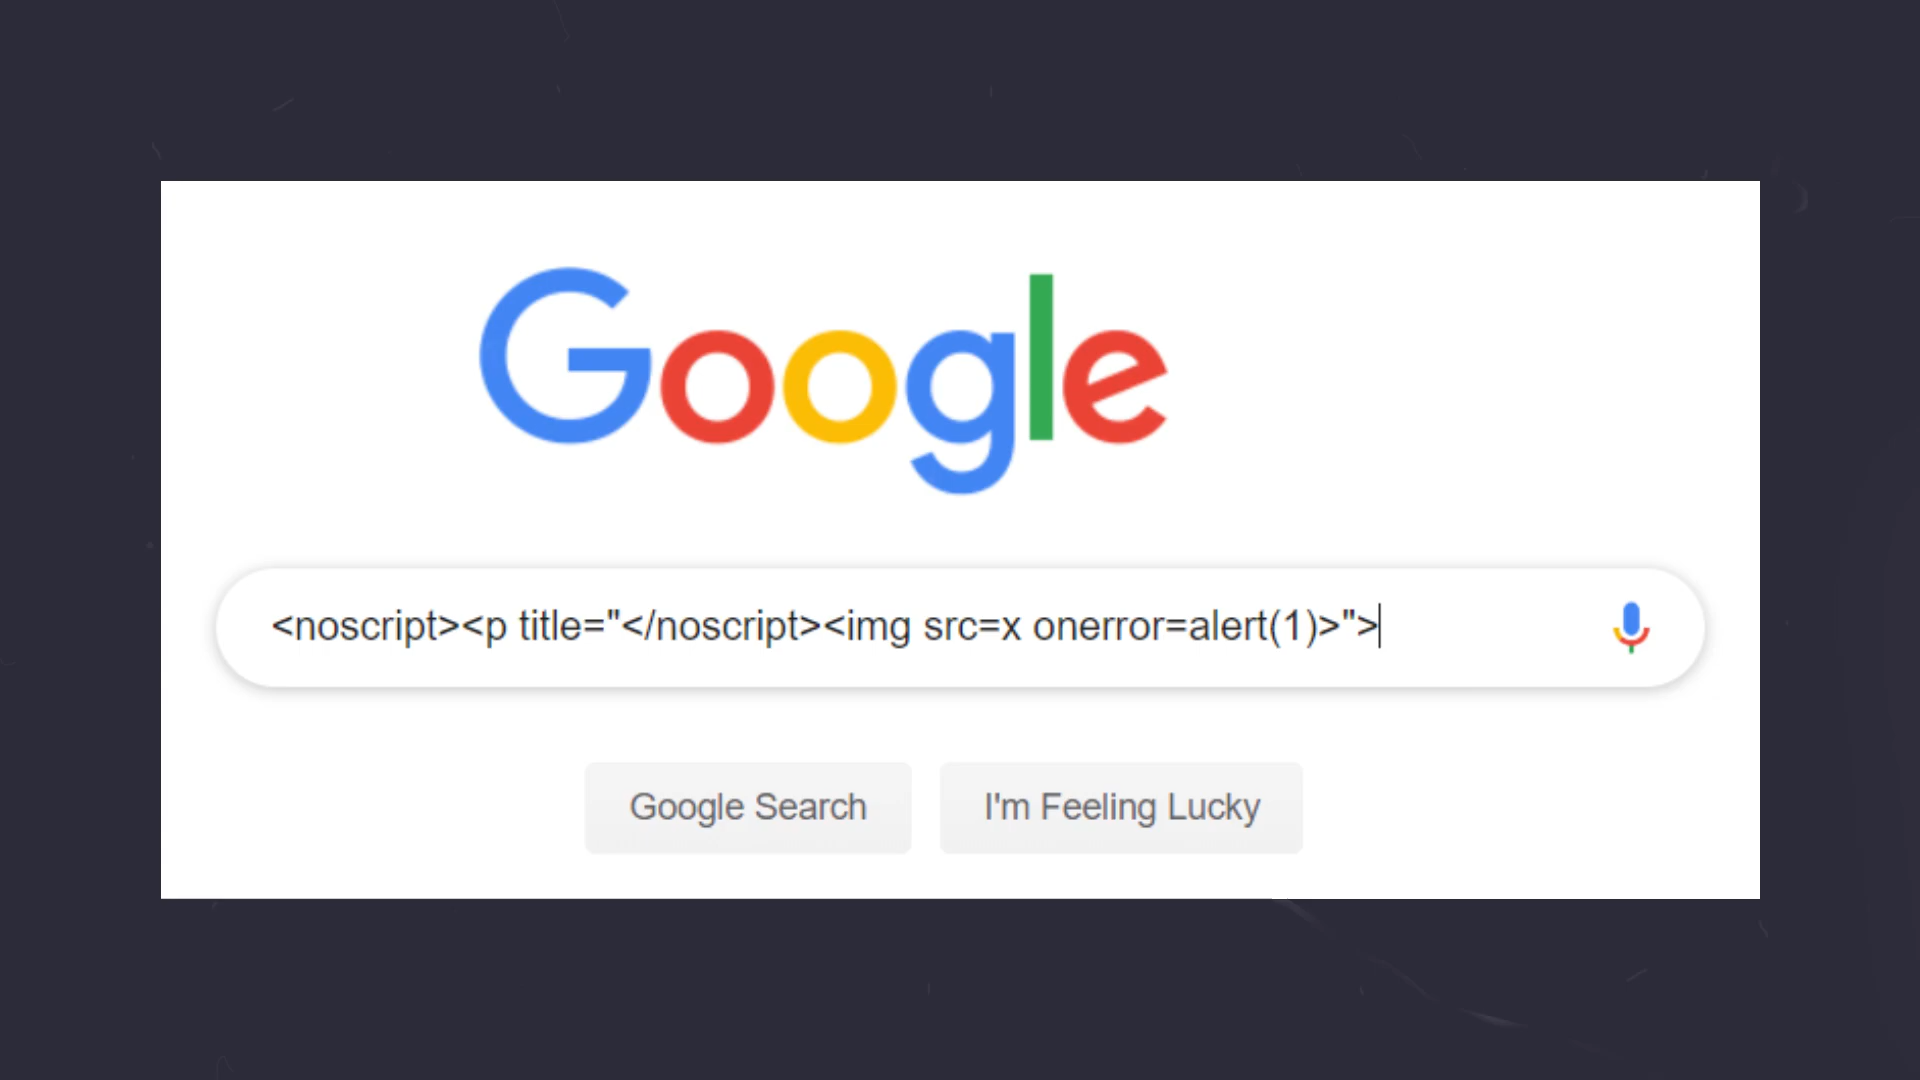 Google
<noscript><p title="</noscript><img src=x onerror=alert(1)>">
Google Search
I'm Feeling Lucky